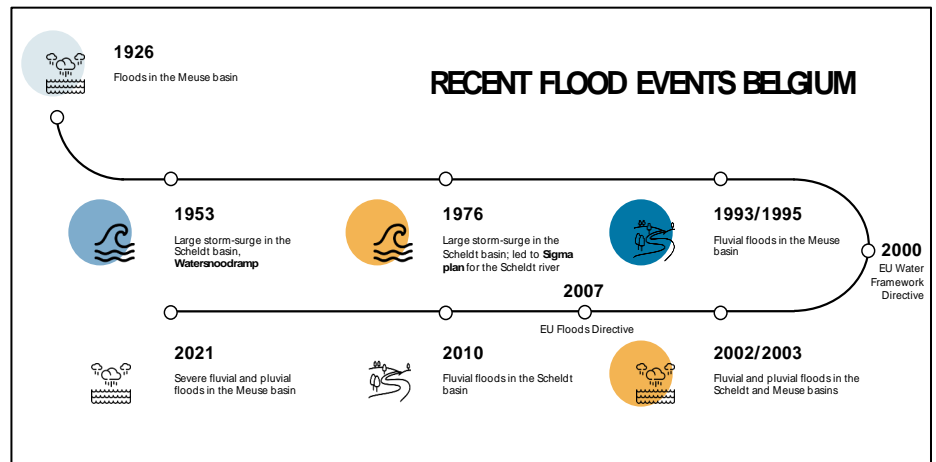 1926
Floods in the Meuse basin
RECENT FLOOD EVENTS BELGIUM
1953
Large storm-surge in the
Scheldt basin,
Watersnoodramp
1976
Large storm-surge in the
Scheldt basin; led to Sigma
plan for the Scheldt river
1993/1995
Fluvial floods in the Meuse
basin
2000
EU Water
Framework
Directive
2007
EU Floods Directive
2021
Severe fluvial and pluvial
floods in the Meuse basin
2010
Fluvial floods in the Scheldt
basin
2002/2003
Fluvial and pluvial floods in the
Scheldt and Meuse basins